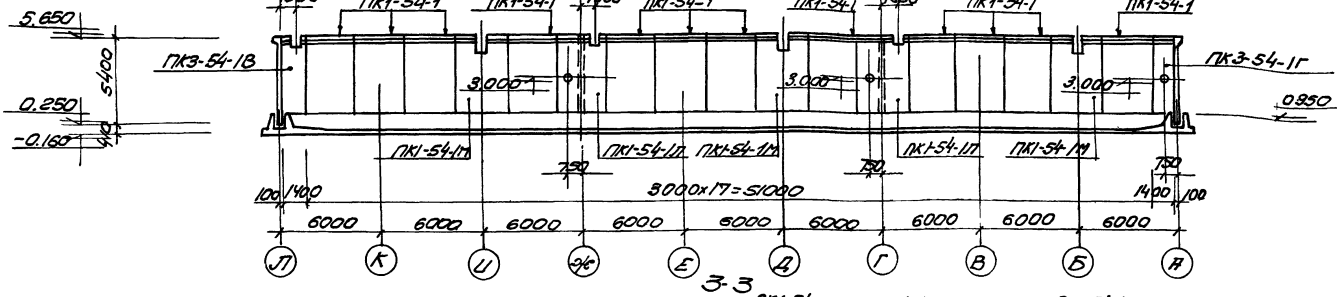 ПК1-54-1 ПК1-54-1 ПК1-54-1 ПК1-54-1 ПК1-54-1 ПК1-54-1
5.650
ПК3-54-1В ПК3-54-1Г
5400
3.000 3.000 3.000
0.250 0.250
-0.160 410
ПК1-54-1М ПК1-54-1Л ПК1-54-1М ПК1-54-1Л ПК1-54-1М
750 750 750
100 1400 3000х17=51000 1400 100
6000 6000 6000 6000 6000 6000 6000 6000 6000
Л К И Ж Е Д Г В Б А
3-3